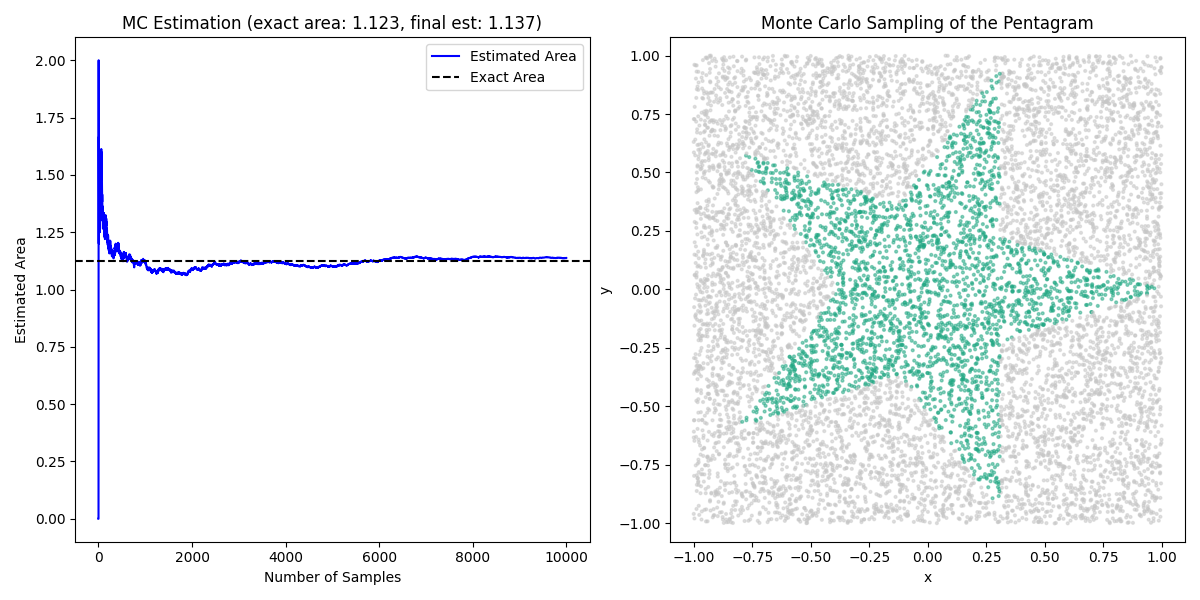 MC Estimation (exact area: 1.123, final est: 1.137)
Estimated Area
Exact Area
2.00
1.75
1.50
1.25
1.00
0.75
0.50
0.25
0.00
Estimated Area
0 2000 4000 6000 8000 10000
Number of Samples
Monte Carlo Sampling of the Pentagram
1.00
0.75
0.50
0.25
0.00
−0.25
−0.50
−0.75
−1.00
y
−1.00 −0.75 −0.50 −0.25 0.00 0.25 0.50 0.75 1.00
x